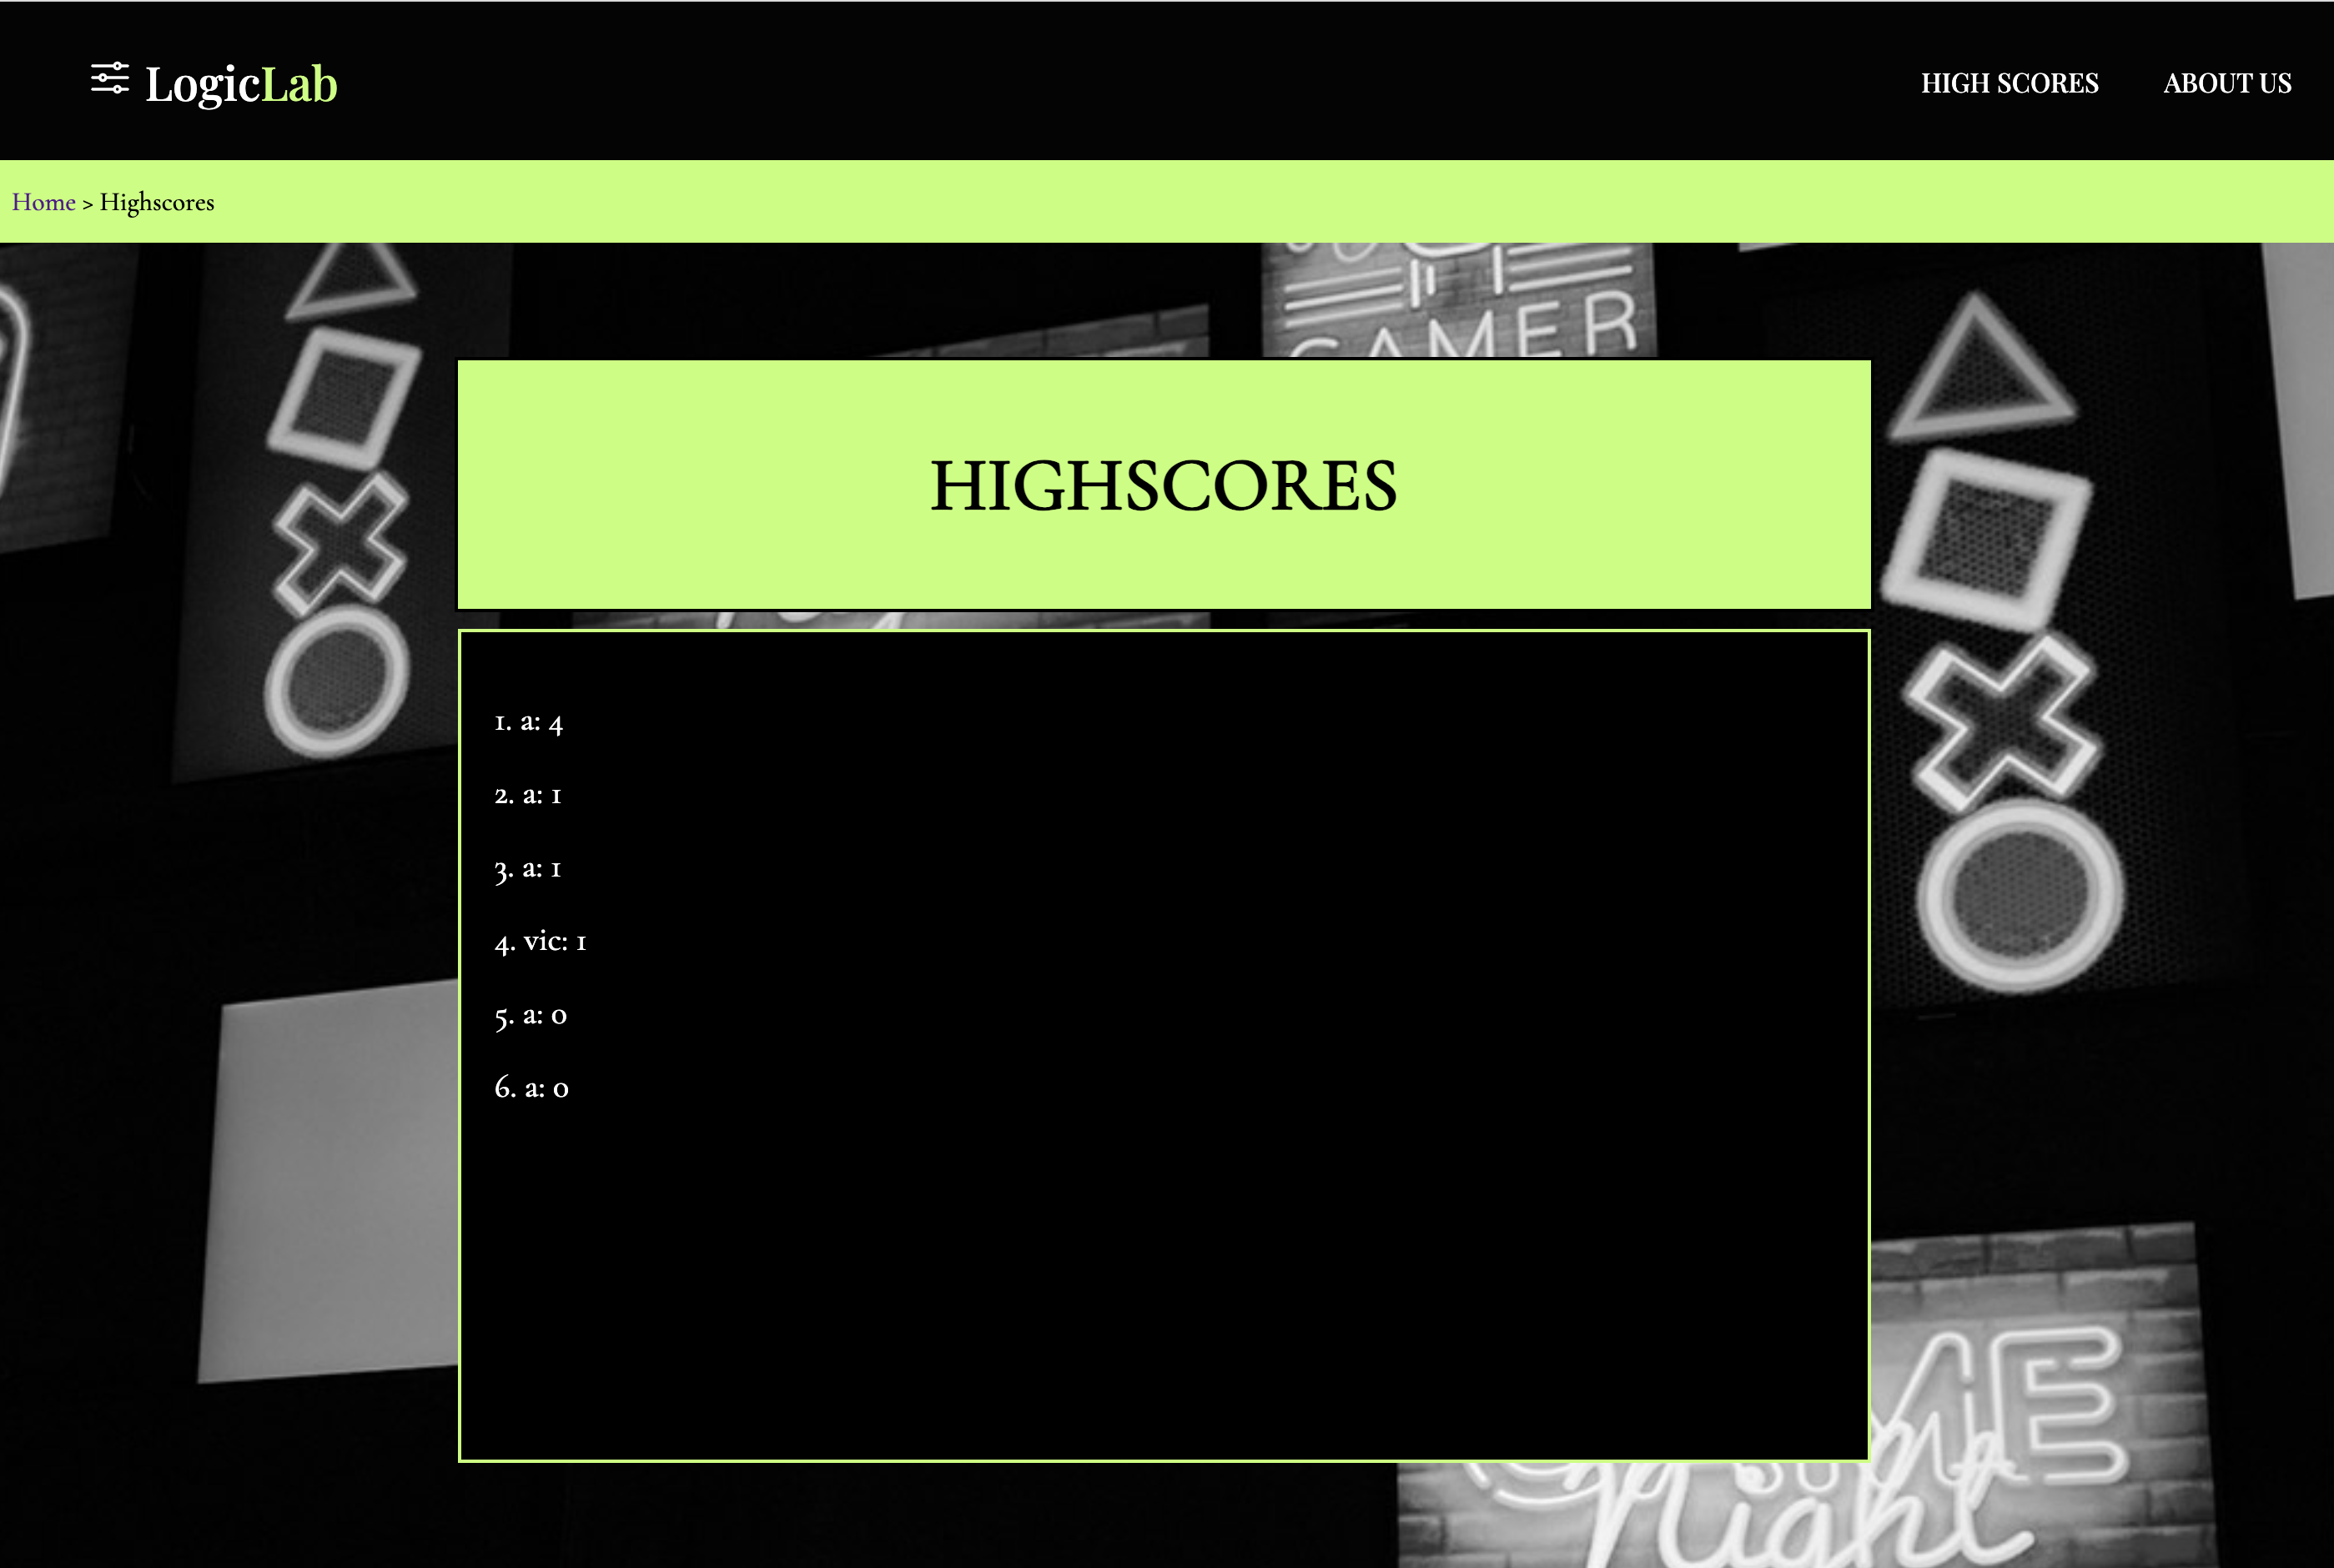 LogicLab
HIGH SCORES
ABOUT US
Home > Highscores
GAMER
HIGHSCORES
1. a: 4
2. a: 1
3. a: 1
4. vic: 1
5. a: 0
6. a: 0
night